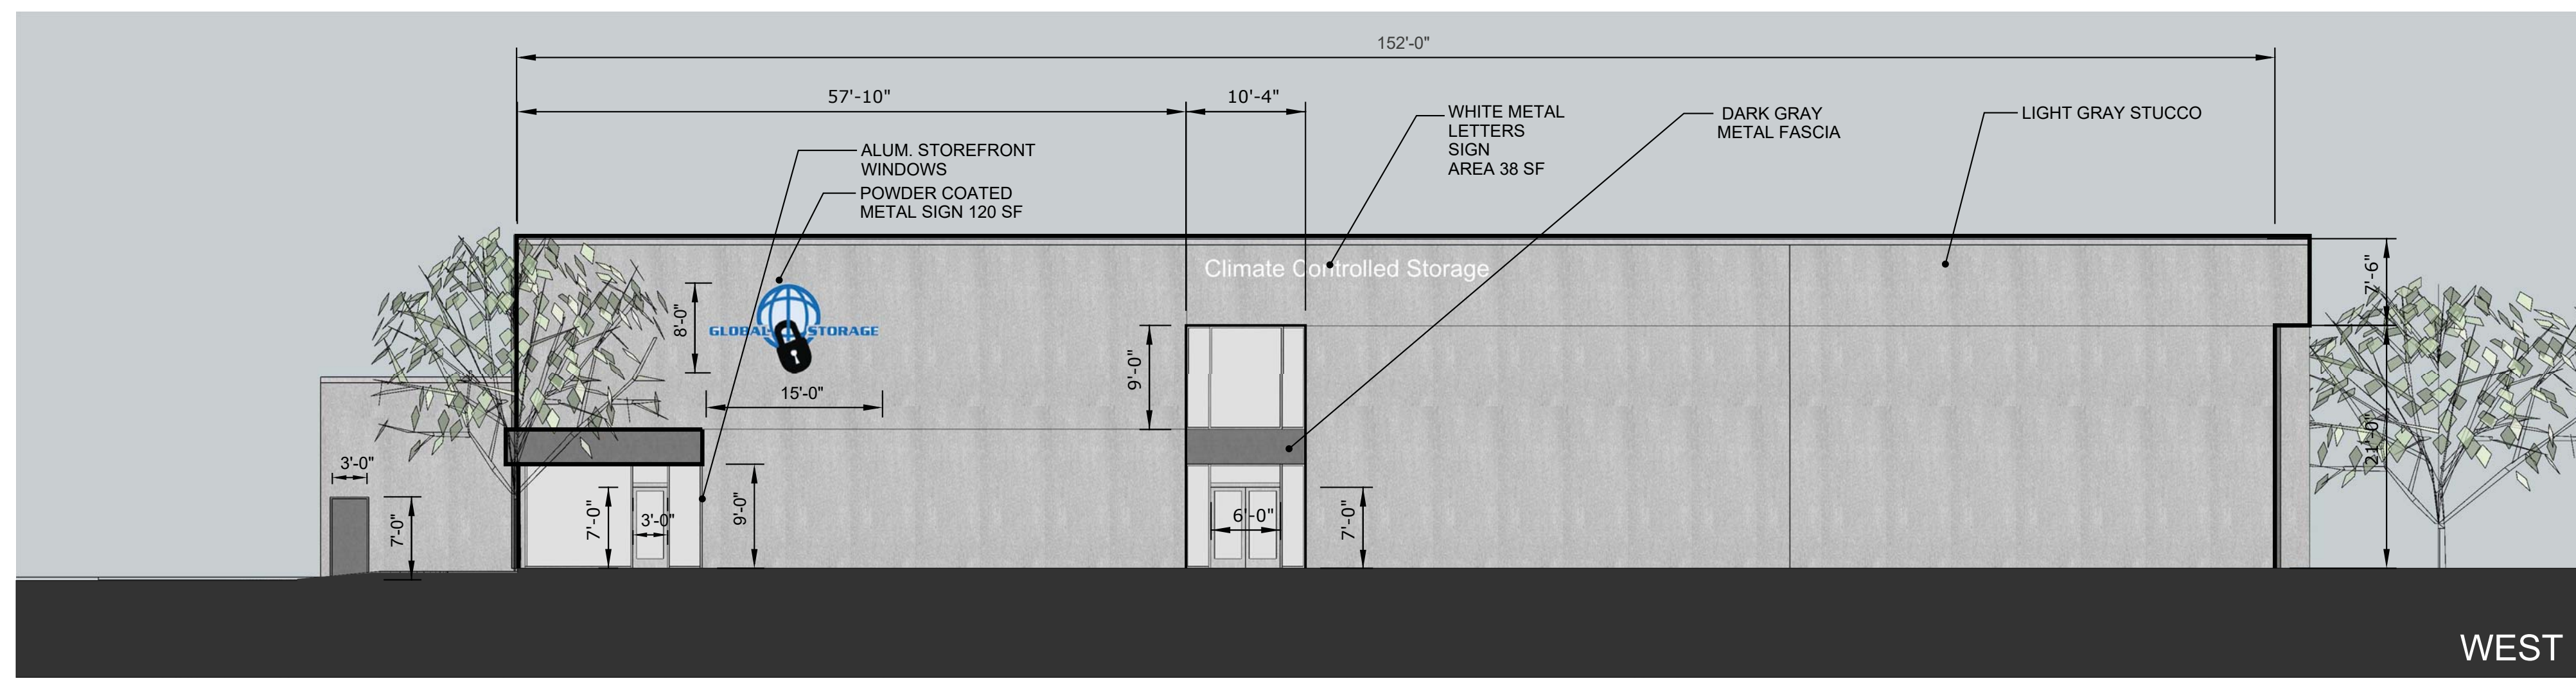 152'-0"
57'-10"
10'-4"
ALUM. STOREFRONT
WINDOWS
POWDER COATED
METAL SIGN 120 SF
WHITE METAL
LETTERS
SIGN
AREA 38 SF
DARK GRAY
METAL FASCIA
LIGHT GRAY STUCCO
Climate Controlled Storage
7'-6"
8'-0"
GLOBAL STORAGE
9'-0"
15'-0"
21'-0"
3'-0"
7'-0"
7'-0"
3'-0"
9'-0"
6'-0"
7'-0"
WEST